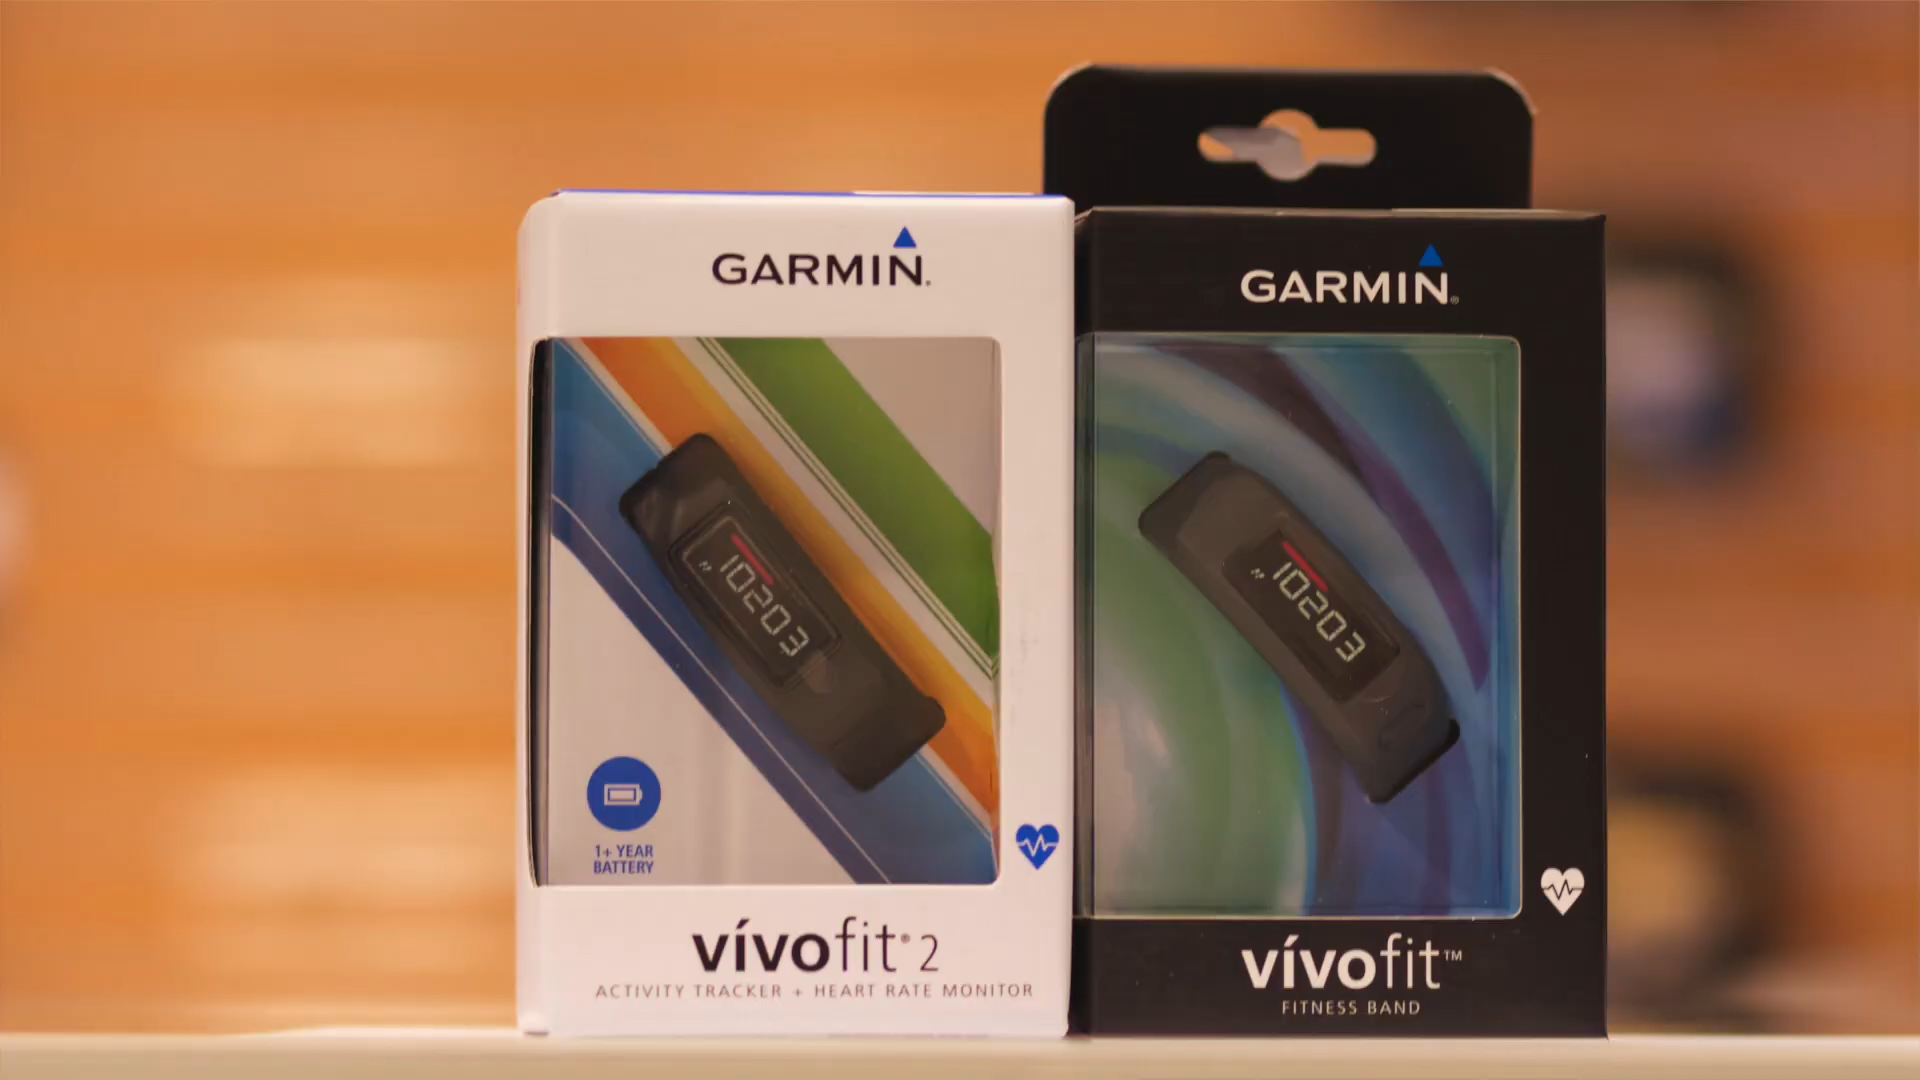 GARMIN.
10203
1+ YEAR
BATTERY
vívofit® 2
ACTIVITY TRACKER + HEART RATE MONITOR
GARMIN®
10203
vívofit™
FITNESS BAND